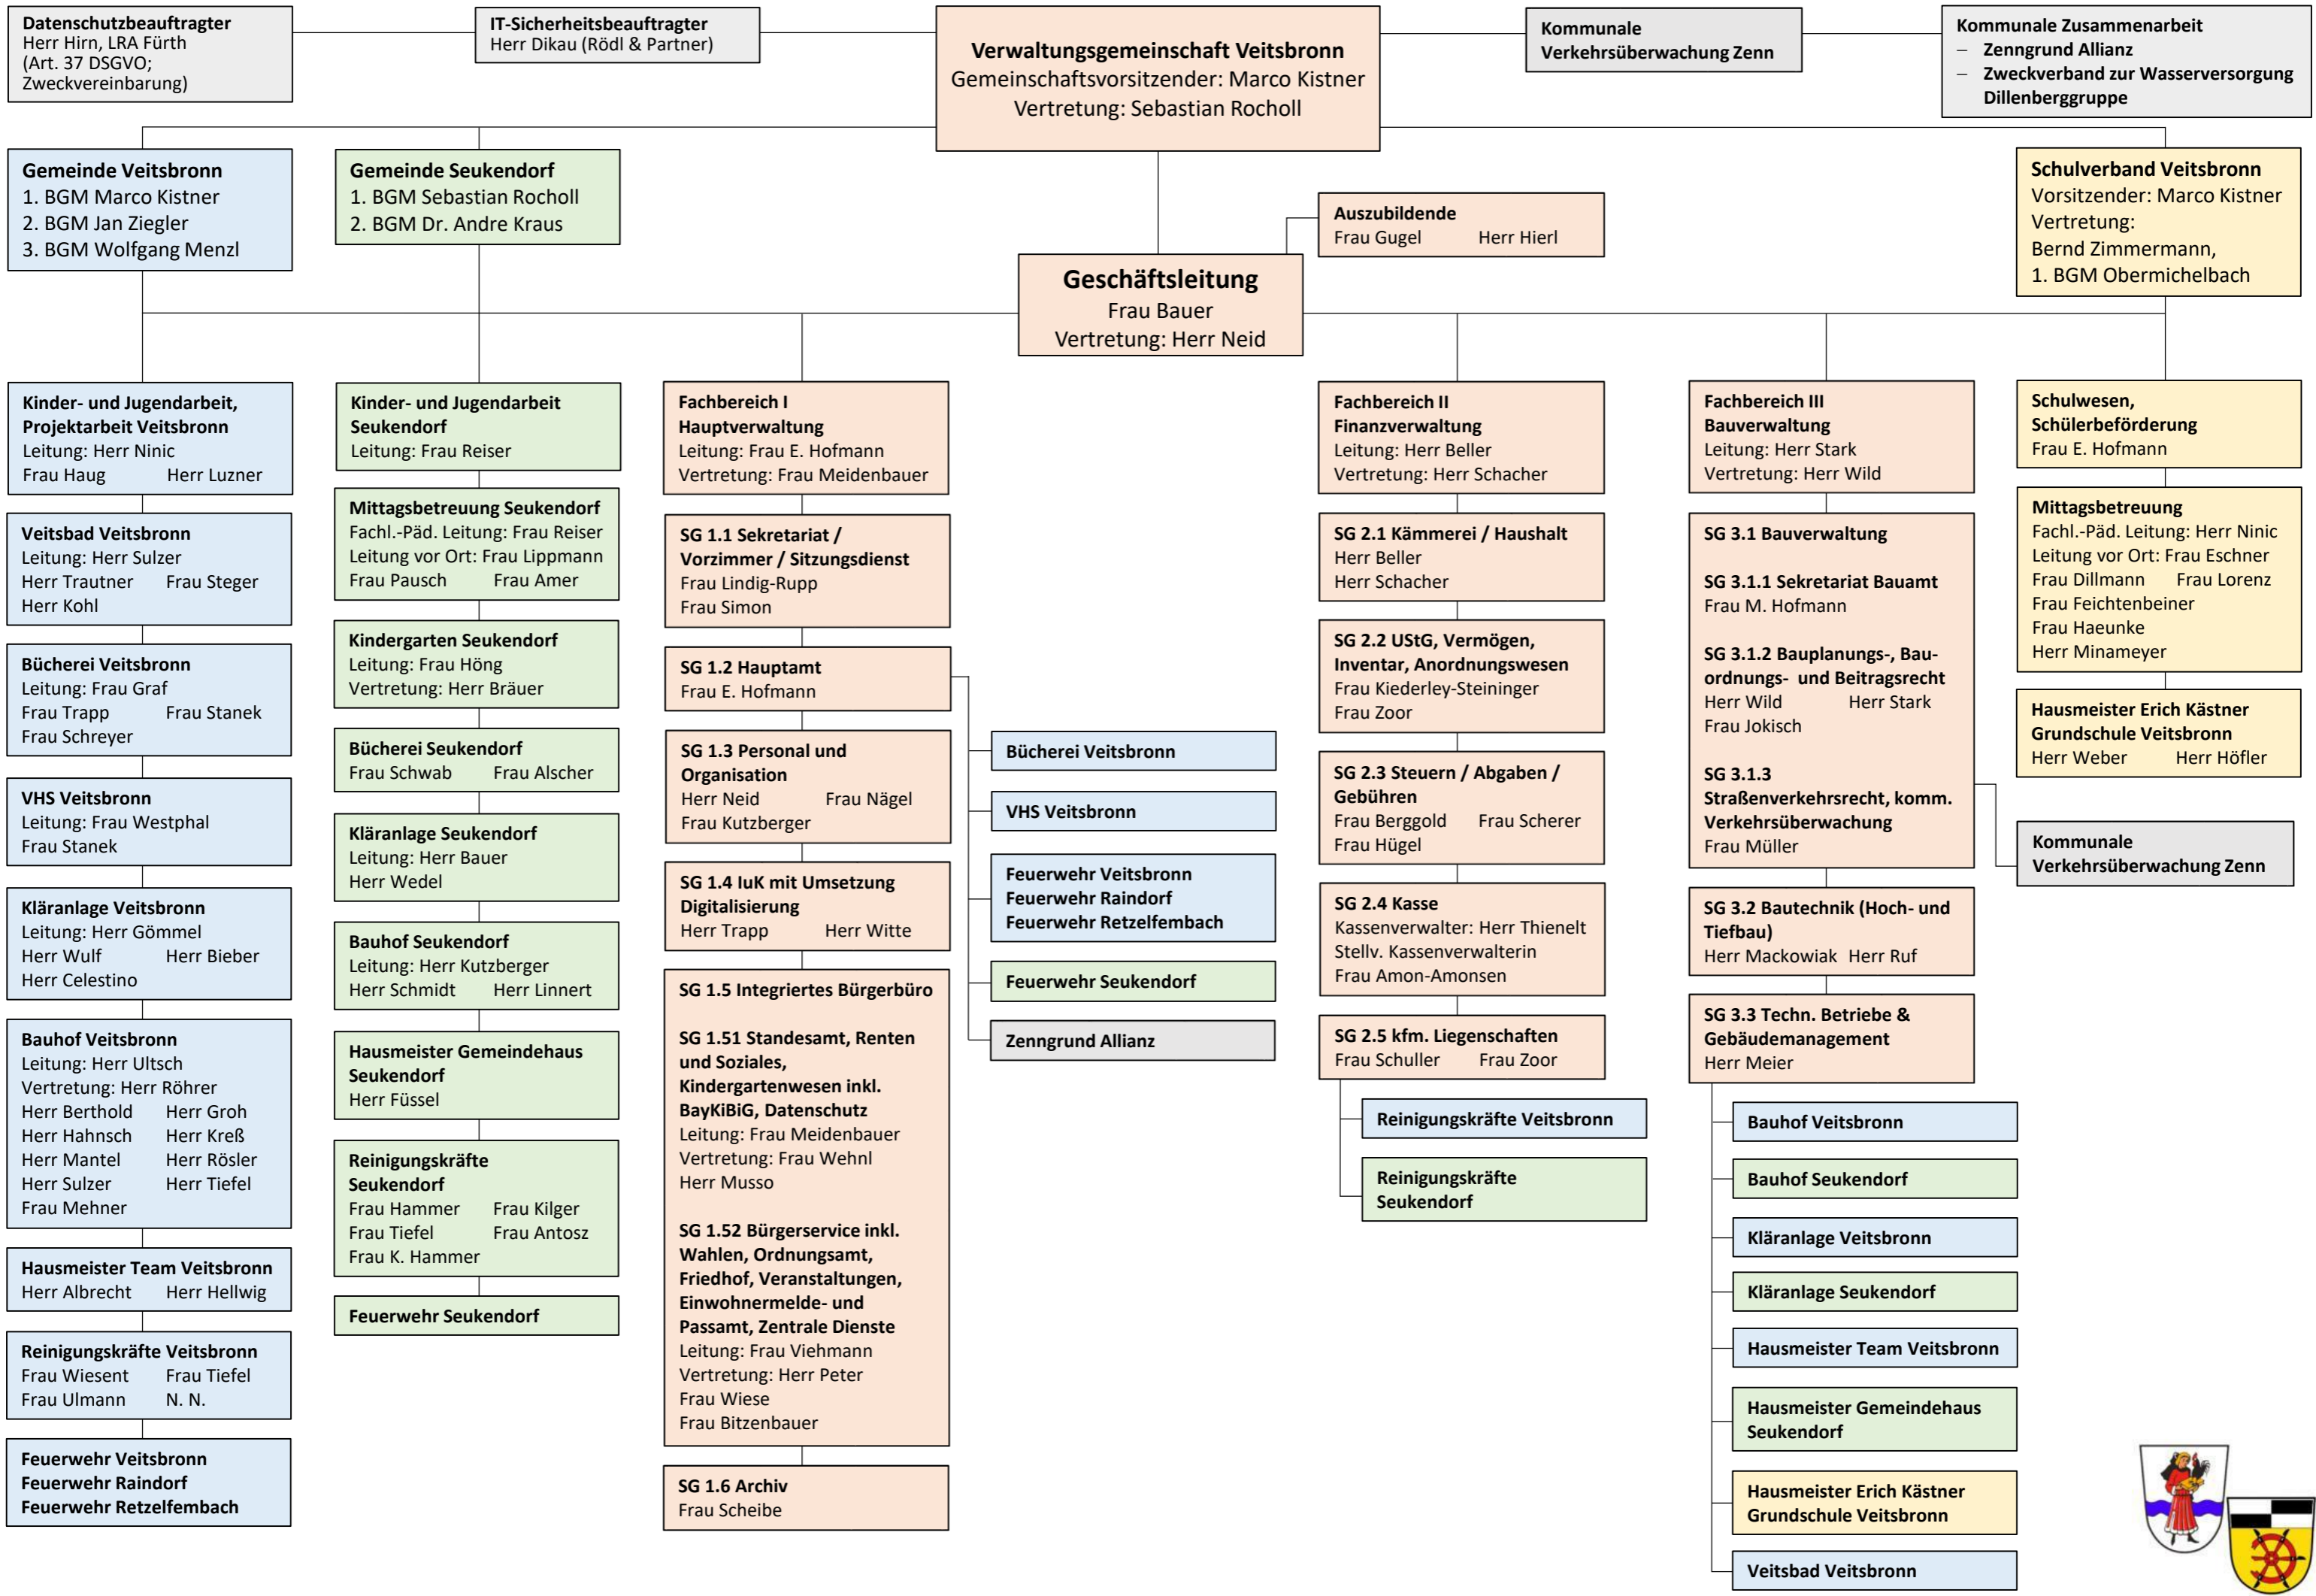 Datenschutzbeauftragter
Herr Hirn, LRA Fürth
(Art. 37 DSGVO;
Zweckvereinbarung)
IT-Sicherheitsbeauftragter
Herr Dikau (Rödl & Partner)
Verwaltungsgemeinschaft Veitsbronn
Gemeinschaftsvorsitzender: Marco Kistner
Vertretung: Sebastian Rocholl
Kommunale
Verkehrsüberwachung Zenn
Kommunale Zusammenarbeit
– Zenngrund Allianz
– Zweckverband zur Wasserversorgung
Dillenberggruppe
Gemeinde Veitsbronn
1. BGM Marco Kistner
2. BGM Jan Ziegler
3. BGM Wolfgang Menzl
Gemeinde Seukendorf
1. BGM Sebastian Rocholl
2. BGM Dr. Andre Kraus
Auszubildende
Frau Gugel Herr Hierl
Schulverband Veitsbronn
Vorsitzender: Marco Kistner
Vertretung:
Bernd Zimmermann,
1. BGM Obermichelbach
Geschäftsleitung
Frau Bauer
Vertretung: Herr Neid
Kinder- und Jugendarbeit,
Projektarbeit Veitsbronn
Leitung: Herr Ninic
Frau Haug Herr Luzner
Veitsbad Veitsbronn
Leitung: Herr Sulzer
Herr Trautner Frau Steger
Herr Kohl
Bücherei Veitsbronn
Leitung: Frau Graf
Frau Trapp Frau Stanek
Frau Schreyer
VHS Veitsbronn
Leitung: Frau Westphal
Frau Stanek
Kläranlage Veitsbronn
Leitung: Herr Gömmel
Herr Wulf Herr Bieber
Herr Celestino
Bauhof Veitsbronn
Leitung: Herr Ultsch
Vertretung: Herr Röhrer
Herr Berthold Herr Groh
Herr Hahnsch Herr Kreß
Herr Mantel Herr Rösler
Herr Sulzer Herr Tiefel
Frau Mehner
Hausmeister Team Veitsbronn
Herr Albrecht Herr Hellwig
Reinigungskräfte Veitsbronn
Frau Wiesent Frau Tiefel
Frau Ulmann N. N.
Feuerwehr Veitsbronn
Feuerwehr Raindorf
Feuerwehr Retzelfembach
Kinder- und Jugendarbeit
Seukendorf
Leitung: Frau Reiser
Mittagsbetreuung Seukendorf
Fachl.-Päd. Leitung: Frau Reiser
Leitung vor Ort: Frau Lippmann
Frau Pausch Frau Amer
Kindergarten Seukendorf
Leitung: Frau Höng
Vertretung: Herr Bräuer
Bücherei Seukendorf
Frau Schwab Frau Alscher
Kläranlage Seukendorf
Leitung: Herr Bauer
Herr Wedel
Bauhof Seukendorf
Leitung: Herr Kutzberger
Herr Schmidt Herr Linnert
Hausmeister Gemeindehaus
Seukendorf
Herr Füssel
Reinigungskräfte
Seukendorf
Frau Hammer Frau Kilger
Frau Tiefel Frau Antosz
Frau K. Hammer
Feuerwehr Seukendorf
Fachbereich I
Hauptverwaltung
Leitung: Frau E. Hofmann
Vertretung: Frau Meidenbauer
SG 1.1 Sekretariat /
Vorzimmer / Sitzungsdienst
Frau Lindig-Rupp
Frau Simon
SG 1.2 Hauptamt
Frau E. Hofmann
SG 1.3 Personal und
Organisation
Herr Neid Frau Nägel
Frau Kutzberger
SG 1.4 IuK mit Umsetzung
Digitalisierung
Herr Trapp Herr Witte
SG 1.5 Integriertes Bürgerbüro
SG 1.51 Standesamt, Renten
und Soziales,
Kindergartenwesen inkl.
BayKiBiG, Datenschutz
Leitung: Frau Meidenbauer
Vertretung: Frau Wehnl
Herr Musso
SG 1.52 Bürgerservice inkl.
Wahlen, Ordnungsamt,
Friedhof, Veranstaltungen,
Einwohnermelde- und
Passamt, Zentrale Dienste
Leitung: Frau Viehmann
Vertretung: Herr Peter
Frau Wiese
Frau Bitzenbauer
SG 1.6 Archiv
Frau Scheibe
Bücherei Veitsbronn
VHS Veitsbronn
Feuerwehr Veitsbronn
Feuerwehr Raindorf
Feuerwehr Retzelfembach
Feuerwehr Seukendorf
Zenngrund Allianz
Fachbereich II
Finanzverwaltung
Leitung: Herr Beller
Vertretung: Herr Schacher
SG 2.1 Kämmerei / Haushalt
Herr Beller
Herr Schacher
SG 2.2 UStG, Vermögen,
Inventar, Anordnungswesen
Frau Kiederley-Steininger
Frau Zoor
SG 2.3 Steuern / Abgaben /
Gebühren
Frau Berggold Frau Scherer
Frau Hügel
SG 2.4 Kasse
Kassenverwalter: Herr Thienelt
Stellv. Kassenverwalterin
Frau Amon-Amonsen
SG 2.5 kfm. Liegenschaften
Frau Schuller Frau Zoor
Reinigungskräfte Veitsbronn
Reinigungskräfte
Seukendorf
Fachbereich III
Bauverwaltung
Leitung: Herr Stark
Vertretung: Herr Wild
SG 3.1 Bauverwaltung
SG 3.1.1 Sekretariat Bauamt
Frau M. Hofmann
SG 3.1.2 Bauplanungs-, Bau-
ordnungs- und Beitragsrecht
Herr Wild Herr Stark
Frau Jokisch
SG 3.1.3
Straßenverkehrsrecht, komm.
Verkehrsüberwachung
Frau Müller
SG 3.2 Bautechnik (Hoch- und
Tiefbau)
Herr Mackowiak Herr Ruf
SG 3.3 Techn. Betriebe &
Gebäudemanagement
Herr Meier
Bauhof Veitsbronn
Bauhof Seukendorf
Kläranlage Veitsbronn
Kläranlage Seukendorf
Hausmeister Team Veitsbronn
Hausmeister Gemeindehaus
Seukendorf
Hausmeister Erich Kästner
Grundschule Veitsbronn
Veitsbad Veitsbronn
Schulwesen,
Schülerbeförderung
Frau E. Hofmann
Mittagsbetreuung
Fachl.-Päd. Leitung: Herr Ninic
Leitung vor Ort: Frau Eschner
Frau Dillmann Frau Lorenz
Frau Feichtenbeiner
Frau Haeunke
Herr Minameyer
Hausmeister Erich Kästner
Grundschule Veitsbronn
Herr Weber Herr Höfler
Kommunale
Verkehrsüberwachung Zenn